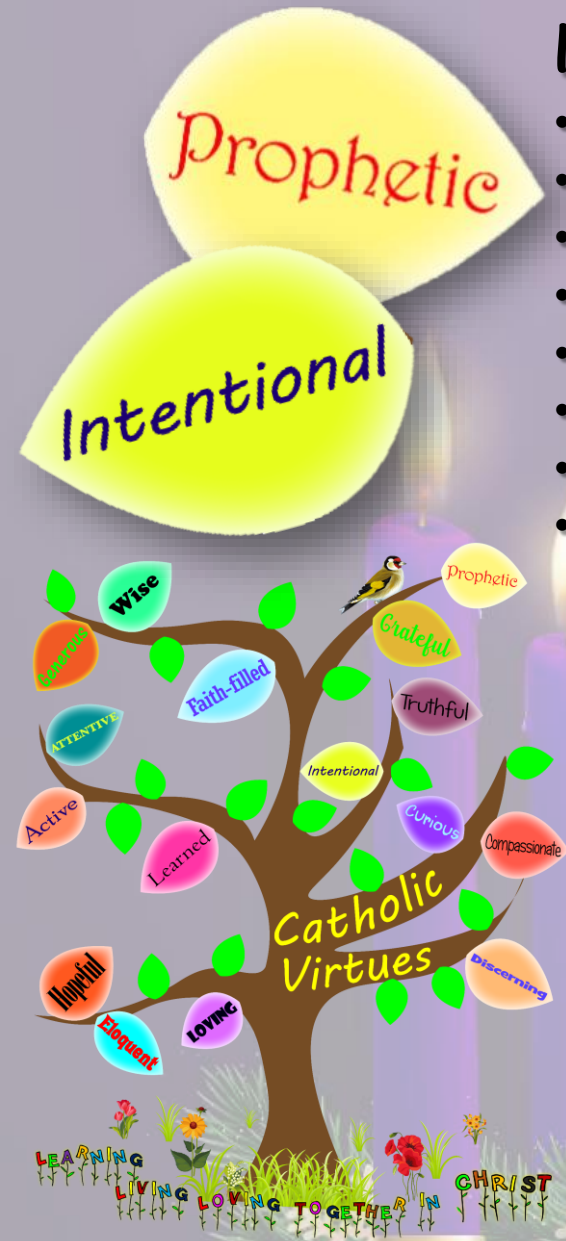 Prophetic
Intentional
Wise
Prophetic
Generous
Grateful
Faith-filled
Truthful
ATTENTIVE
Intentional
Active
Curious
Learned
Compassionate
Catholic
Virtues
Hopeful
Discerning
Eloquent
LOVING
LEARNING
LIVING LOVING TOGETHER IN CHRIST